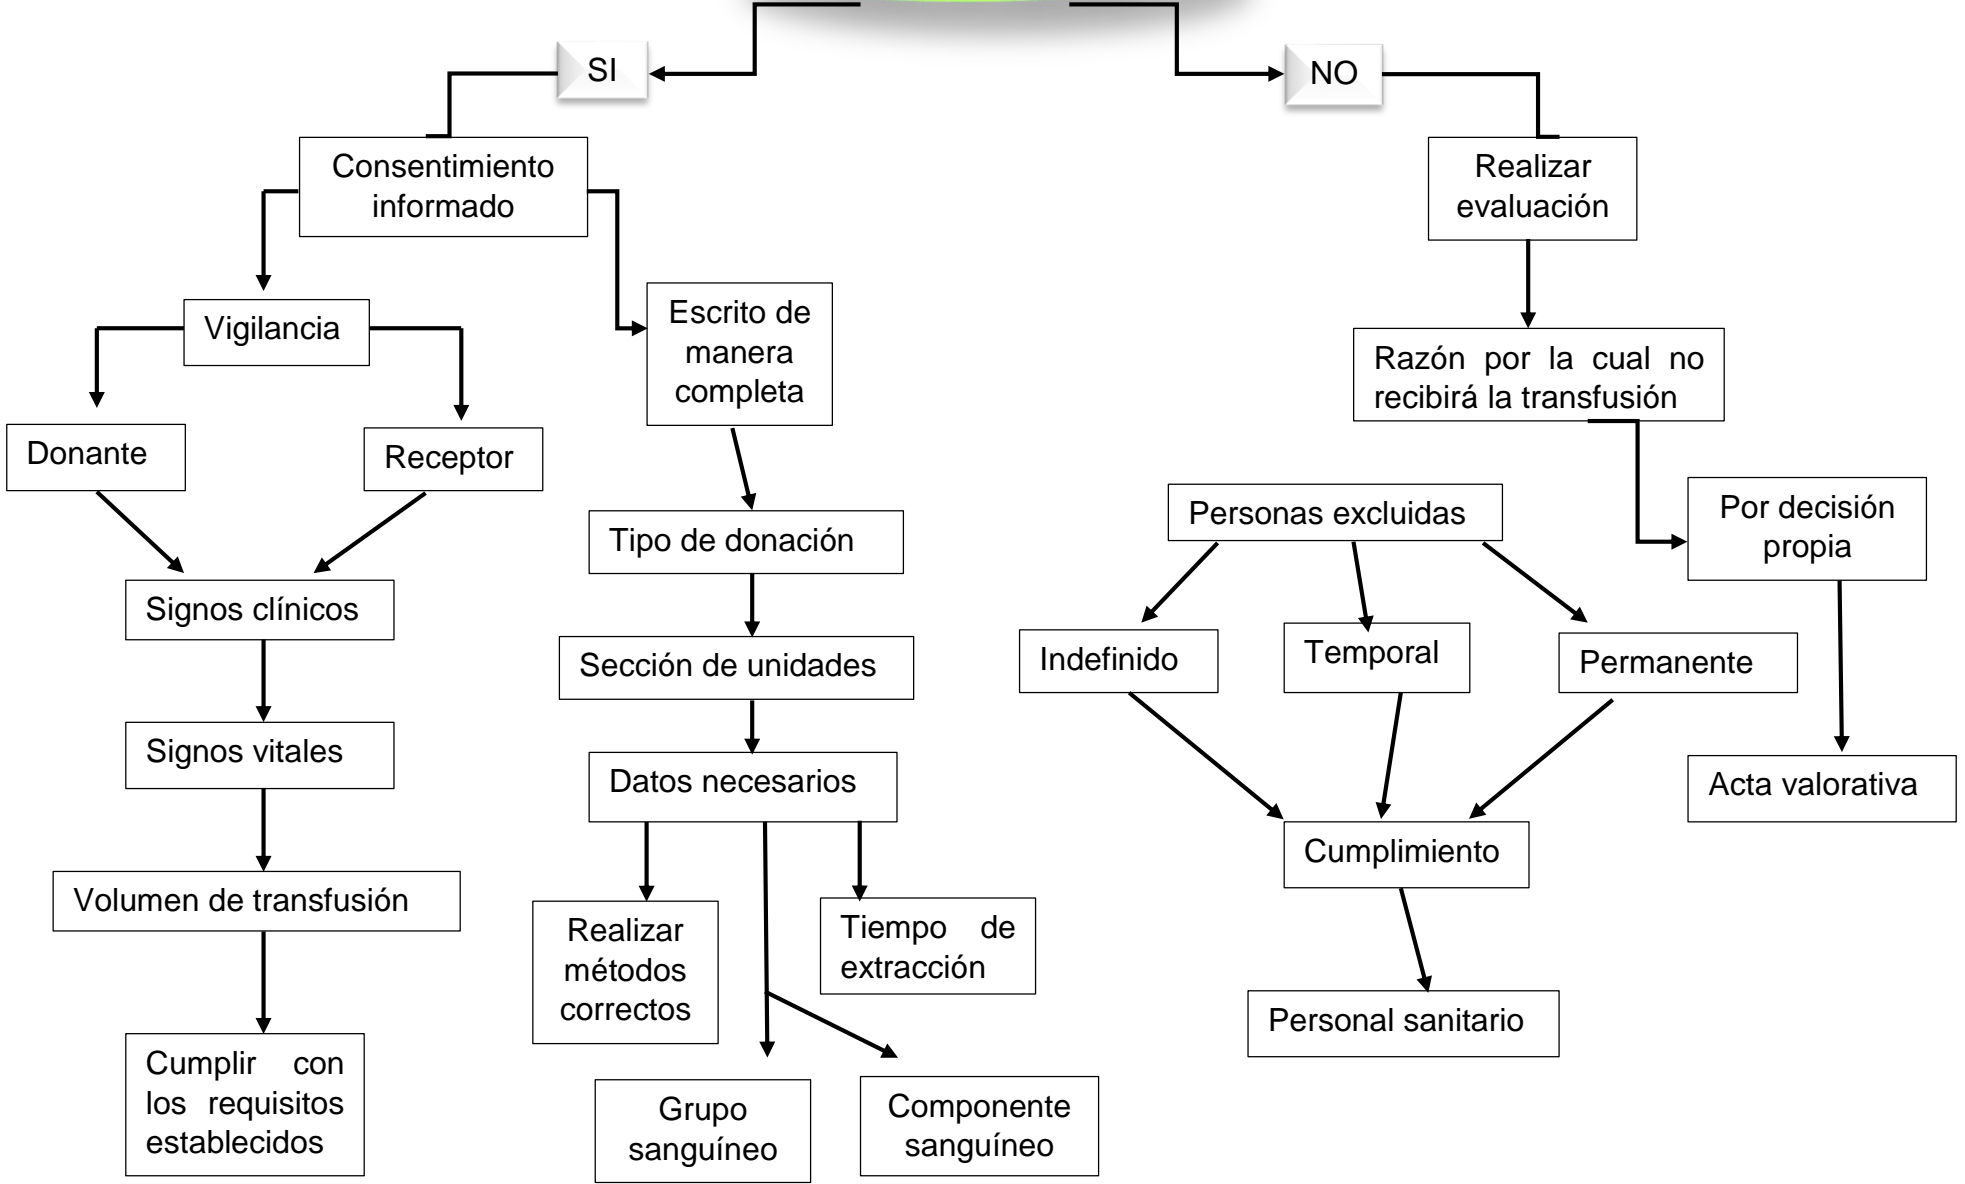 SI
NO
Consentimiento
informado
Realizar
evaluación
Vigilancia
Escrito de
manera
completa
Razón por la cual no
recibirá la transfusión
Donante
Receptor
Personas excluidas
Por decisión
propia
Tipo de donación
Signos clínicos
Sección de unidades
Indefinido
Temporal
Permanente
Signos vitales
Datos necesarios
Acta valorativa
Cumplimiento
Volumen de transfusión
Realizar
métodos
correctos
Tiempo de
extracción
Personal sanitario
Cumplir con
los requisitos
establecidos
Grupo
sanguíneo
Componente
sanguíneo